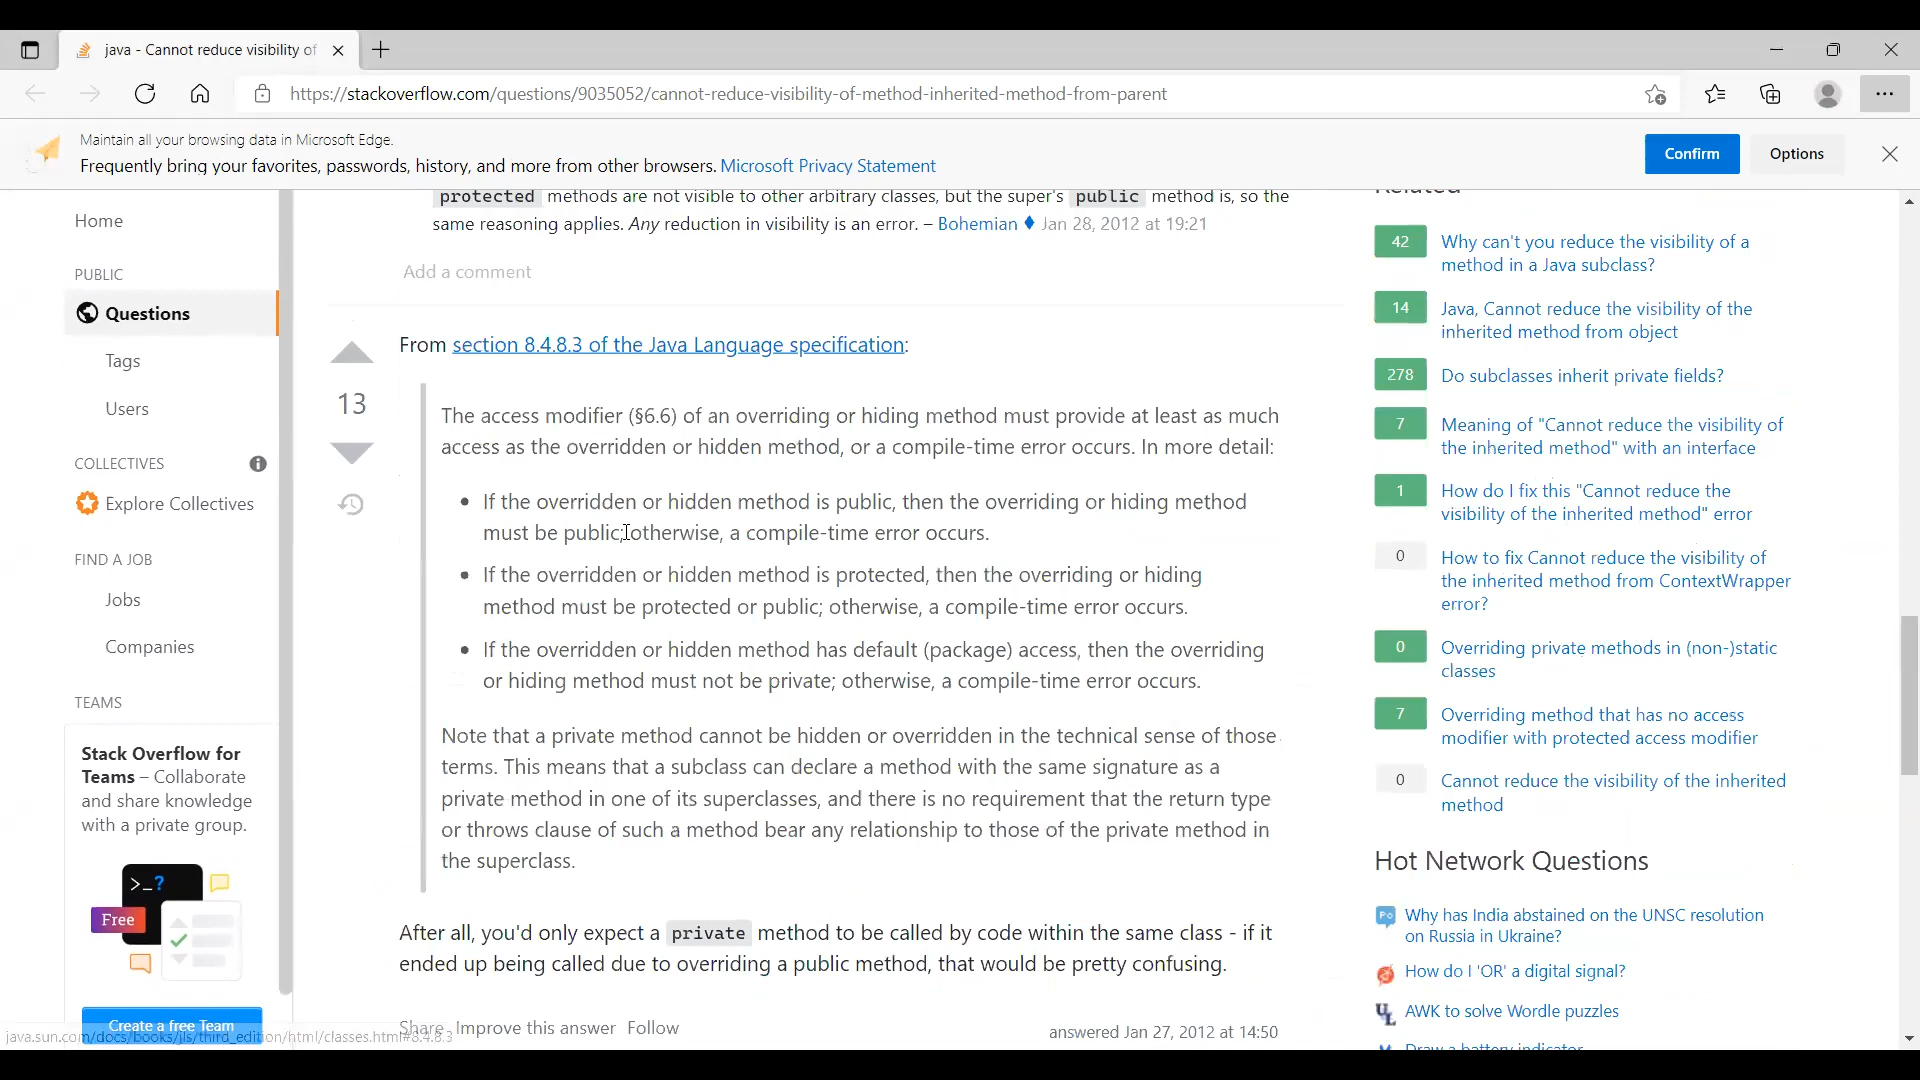 java - Cannot reduce visibility of
https://stackoverflow.com/questions/9035052/cannot-reduce-visibility-of-method-inherited-method-from-parent
Maintain all your browsing data in Microsoft Edge.
Frequently bring your favorites, passwords, history, and more from other browsers. Microsoft Privacy Statement
Confirm
Options
Home
PUBLIC
Questions
Tags
Users
COLLECTIVES
Explore Collectives
FIND A JOB
Jobs
Companies
TEAMS
Stack Overflow for
Teams – Collaborate
and share knowledge
with a private group.
>_?
Free
Create a free Team
java.sun.com/docs/books/jls/third_edition/html/classes.html#8.4.8.3
protected methods are not visible to other arbitrary classes, but the super's public method is, so the
same reasoning applies. Any reduction in visibility is an error. – Bohemian ♦ Jan 28, 2012 at 19:21
Add a comment
13
From section 8.4.8.3 of the Java Language specification:
The access modifier (§6.6) of an overriding or hiding method must provide at least as much
access as the overridden or hidden method, or a compile-time error occurs. In more detail:
• If the overridden or hidden method is public, then the overriding or hiding method
must be public; otherwise, a compile-time error occurs.
• If the overridden or hidden method is protected, then the overriding or hiding
method must be protected or public; otherwise, a compile-time error occurs.
• If the overridden or hidden method has default (package) access, then the overriding
or hiding method must not be private; otherwise, a compile-time error occurs.
Note that a private method cannot be hidden or overridden in the technical sense of those
terms. This means that a subclass can declare a method with the same signature as a
private method in one of its superclasses, and there is no requirement that the return type
or throws clause of such a method bear any relationship to those of the private method in
the superclass.
After all, you'd only expect a private method to be called by code within the same class - if it
ended up being called due to overriding a public method, that would be pretty confusing.
Share Improve this answer Follow
answered Jan 27, 2012 at 14:50
Related
42 Why can't you reduce the visibility of a
method in a Java subclass?
14 Java, Cannot reduce the visibility of the
inherited method from object
278 Do subclasses inherit private fields?
7 Meaning of "Cannot reduce the visibility of
the inherited method" with an interface
1 How do I fix this "Cannot reduce the
visibility of the inherited method" error
0 How to fix Cannot reduce the visibility of
the inherited method from ContextWrapper
error?
0 Overriding private methods in (non-)static
classes
7 Overriding method that has no access
modifier with protected access modifier
0 Cannot reduce the visibility of the inherited
method
Hot Network Questions
Po Why has India abstained on the UNSC resolution
on Russia in Ukraine?
How do I 'OR' a digital signal?
AWK to solve Wordle puzzles
Draw a battery indicator